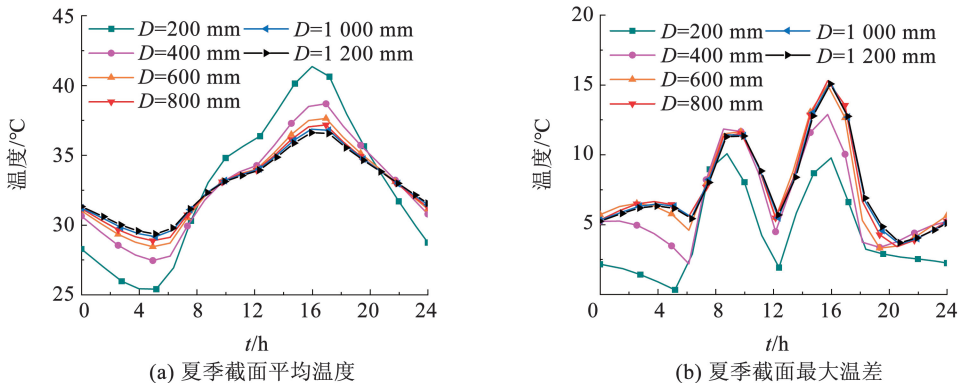 45
40
35
30
25
温度/℃
D=200 mm
D=400 mm
D=600 mm
D=800 mm
D=1 000 mm
D=1 200 mm
0 4 8 12 16 20 24
t/h
(a) 夏季截面平均温度
20
15
10
5
0
温度/℃
D=200 mm
D=400 mm
D=600 mm
D=800 mm
D=1 000 mm
D=1 200 mm
0 4 8 12 16 20 24
t/h
(b) 夏季截面最大温差